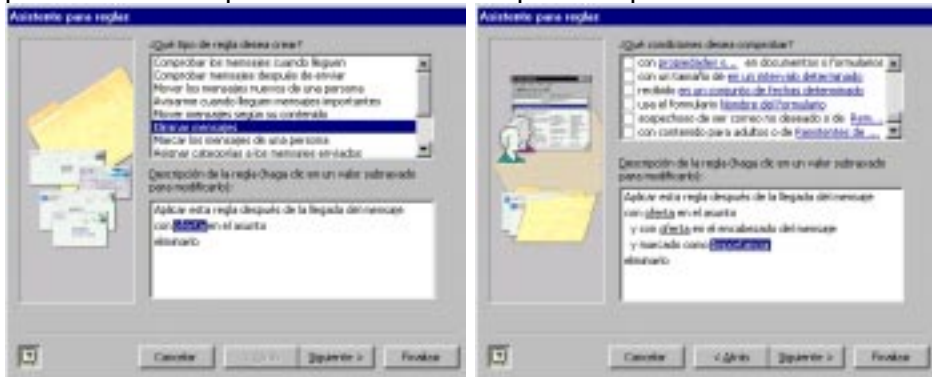 Asistente para reglas
¿Qué tipo de regla desea crear?
Comprobar los mensajes cuando lleguen
Comprobar mensajes después de enviar
Mover los mensajes nuevos de una persona
Avisarme cuando lleguen mensajes importantes
Mover mensajes según su contenido
Eliminar mensajes
Marcar los mensajes de una persona
Asignar categorías a los mensajes enviados
Descripción de la regla (haga clic en un valor subrayado
para modificarlo):
Aplicar esta regla después de la llegada del mensaje
con oferta en el asunto
eliminarlo
Cancelar
Siguiente >
Finalizar
Asistente para reglas
¿Qué condiciones desea comprobar?
con propiedades s... en documentos o formularios
con un tamaño de en un intervalo determinado
recibido en un conjunto de fechas determinado
usa el formulario Nombre del formulario
sospechoso de ser correo no deseado o de Rem...
con contenido para adultos o de Remitentes de ...
Descripción de la regla (haga clic en un valor subrayado
para modificarlo):
Aplicar esta regla después de la llegada del mensaje
con oferta en el asunto
y con oferta en el encabezado del mensaje
y marcado como importancia
eliminarlo
Cancelar
< Atrás
Siguiente >
Finalizar